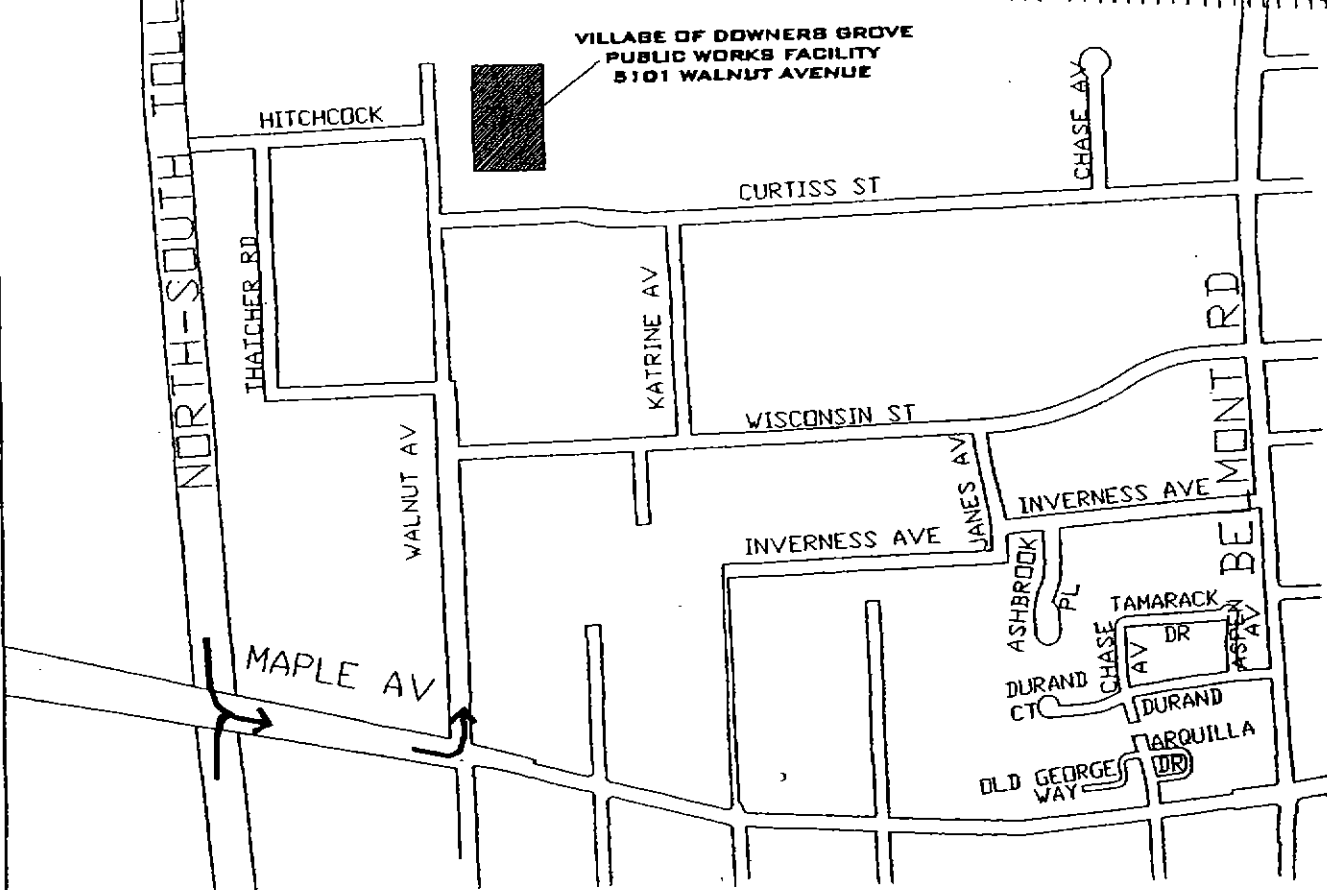 VILLAGE OF DOWNERS GROVE
PUBLIC WORKS FACILITY
5101 WALNUT AVENUE
HITCHCOCK
CHASE AV
CURTISS ST
NORTH-SOUTH TOLL
THATCHER RD
KATRINE AV
BE MONT RD
WISCONSIN ST
WALNUT AV
JANES AV
INVERNESS AVE
INVERNESS AVE
ASHBROOK
PL
TAMARACK
DR
ASPEN
AV
CHASE
AV
MAPLE AV
DURAND
CT
DURAND
ARQUILLA
DR
OLD GEORGE
WAY